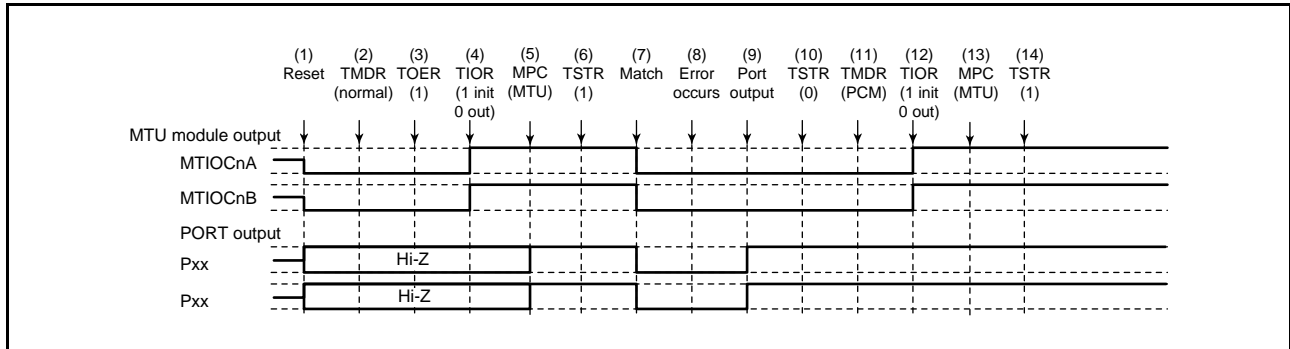 (1) (2) (3) (4) (5) (6) (7) (8) (9) (10) (11) (12) (13) (14)
Reset TMDR TOER TIOR MPC TSTR Match Error Port TSTR TMDR TIOR MPC TSTR
(normal) (1) (1 init (MTU) (1) occurs output (0) (PCM) (1 init (MTU) (1)
0 out) 0 out)
MTU module output
MTIOCnA
MTIOCnB
PORT output
Pxx Hi-Z
Pxx Hi-Z